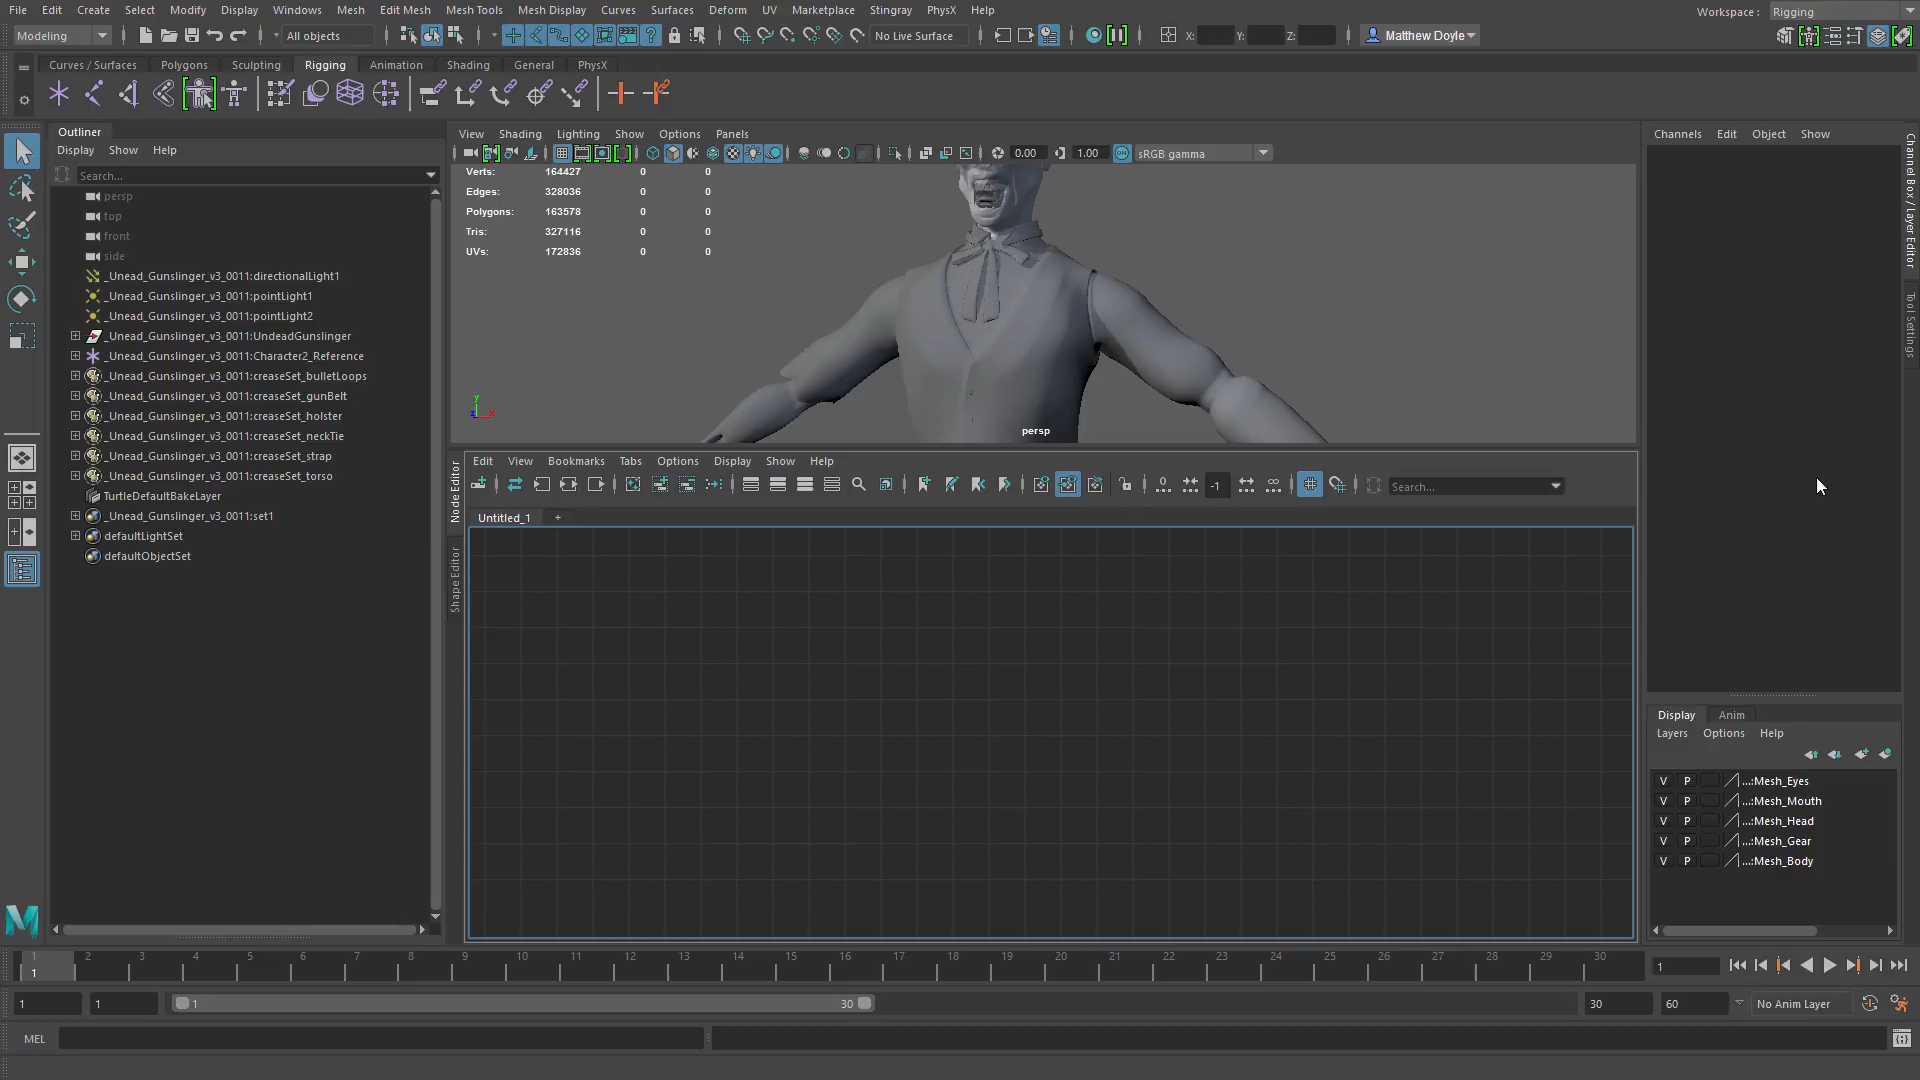 File Edit Create Select Modify Display Windows Mesh Edit Mesh Mesh Tools Mesh Display Curves Surfaces Deform UV Marketplace Stingray PhysX Help
Workspace : Rigging
Modeling All objects No Live Surface X: Y: Z: Matthew Doyle
Curves / Surfaces Polygons Sculpting Rigging Animation Rendering Shading General PhysX
Outliner
Display Show Help
Search...
persp
top
front
side
_Unead_Gunslinger_v3_0011:directionalLight1
_Unead_Gunslinger_v3_0011:pointLight1
_Unead_Gunslinger_v3_0011:pointLight2
_Unead_Gunslinger_v3_0011:UndeadGunslinger
_Unead_Gunslinger_v3_0011:Character2_Reference
_Unead_Gunslinger_v3_0011:creaseSet_bulletLoops
_Unead_Gunslinger_v3_0011:creaseSet_gunBelt
_Unead_Gunslinger_v3_0011:creaseSet_holster
_Unead_Gunslinger_v3_0011:creaseSet_neckTie
_Unead_Gunslinger_v3_0011:creaseSet_strap
_Unead_Gunslinger_v3_0011:creaseSet_torso
TurtleDefaultBakeLayer
_Unead_Gunslinger_v3_0011:set1
defaultLightSet
defaultObjectSet
View Shading Lighting Show Options Panels
0.00 1.00 ON sRGB gamma
Verts: 164427 0 0
Edges: 328036 0 0
Polygons: 163578 0 0
Tris: 327116 0 0
UVs: 172836 0 0
y
z x
persp
Node Editor
Shape Editor
Edit View Bookmarks Tabs Options Display Show Help
-1 Search...
Untitled_1 +
Channels Edit Object Show
Channel Box / Layer Editor
Tool Settings
Display Anim
Layers Options Help
V P ...:Mesh_Eyes
V P ...:Mesh_Mouth
V P ...:Mesh_Head
V P ...:Mesh_Gear
V P ...:Mesh_Body
1 2 3 4 5 6 7 8 9 10 11 12 13 14 15 16 17 18 19 20 21 22 23 24 25 26 27 28 29 30
1 1
1 1 1 30 30 60 No Anim Layer
MEL